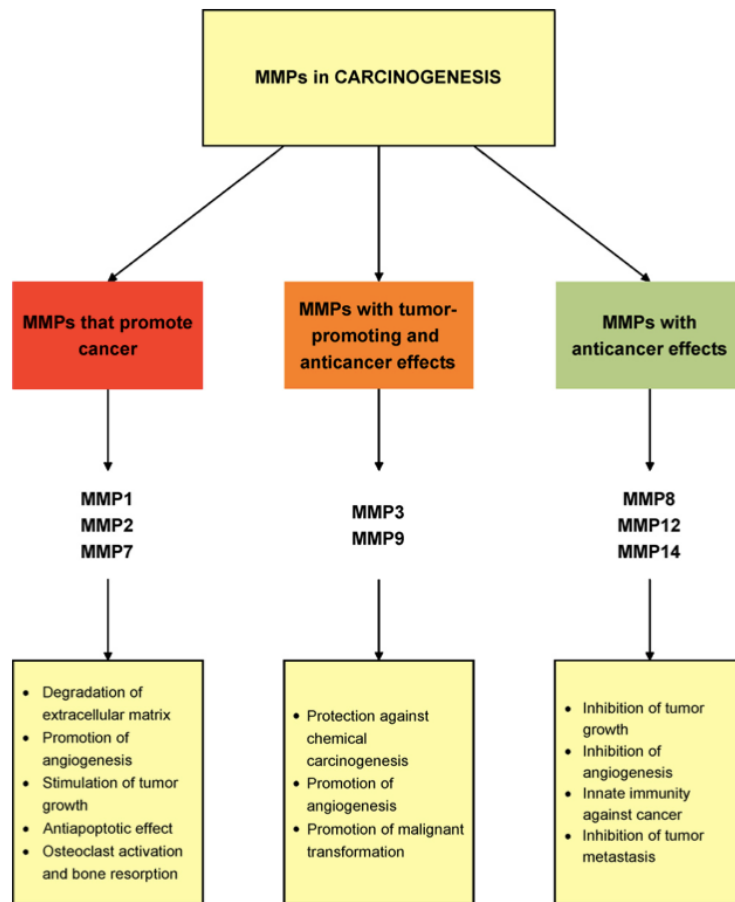 MMPs in CARCINOGENESIS
MMPs that promote
cancer
MMPs with tumor-
promoting and
anticancer effects
MMPs with
anticancer effects
MMP1
MMP2
MMP7
MMP3
MMP9
MMP8
MMP12
MMP14
• Degradation of
extracellular matrix
• Promotion of
angiogenesis
• Stimulation of tumor
growth
• Antiapoptotic effect
• Osteoclast activation
and bone resorption
• Protection against
chemical
carcinogenesis
• Promotion of
angiogenesis
• Promotion of malignant
transformation
• Inhibition of tumor
growth
• Inhibition of
angiogenesis
• Innate immunity
against cancer
• Inhibition of tumor
metastasis